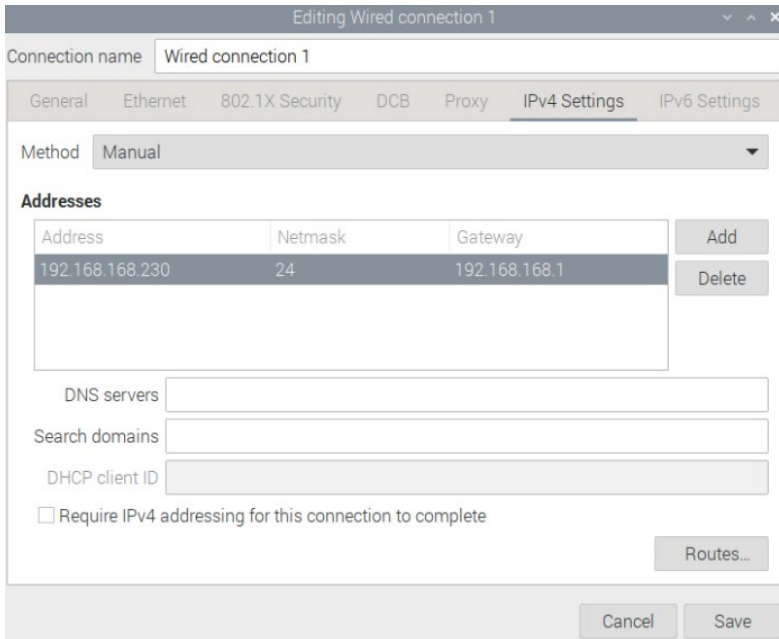 Editing Wired connection 1
Connection name Wired connection 1
General Ethernet 802.1X Security DCB Proxy IPv4 Settings IPv6 Settings
Method Manual
Addresses
Address Netmask Gateway Add
192.168.168.230 24 192.168.168.1 Delete
DNS servers
Search domains
DHCP client ID
Require IPv4 addressing for this connection to complete
Routes...
Cancel Save